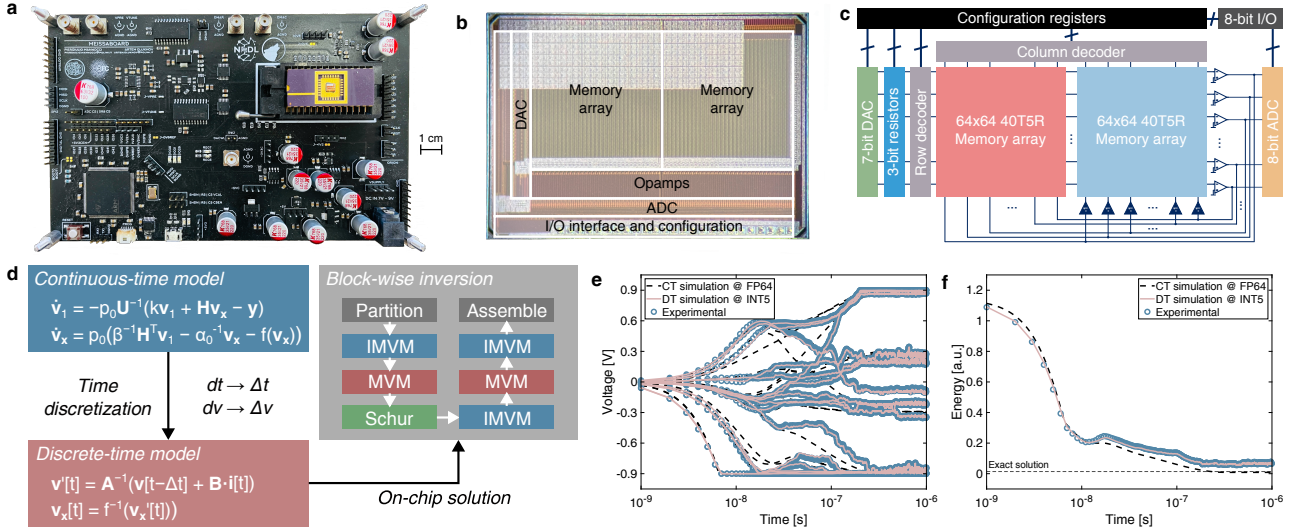 a
MEISSABOARD
1 cm
b
DAC
Memory
array
Memory
array
Opamps
ADC
I/O interface and configuration
c
Configuration registers
8-bit I/O
Column decoder
7-bit DAC
3-bit resistors
Row decoder
64x64 40T5R
Memory array
64x64 40T5R
Memory array
8-bit ADC
d
Continuous-time model
v̇₁ = −p₀U⁻¹(kv₁ + Hvₓ − y)
v̇ₓ = p₀(β⁻¹Hᵀv₁ − α₀⁻¹vₓ − f(vₓ))
Time
discretization
dt → Δt
dv → Δv
Discrete-time model
v'[t] = A⁻¹(v[t−Δt] + B·i[t])
vₓ[t] = f⁻¹(vₓ'[t]))
Block-wise inversion
Partition
Assemble
IMVM
IMVM
MVM
MVM
Schur
IMVM
On-chip solution
e
CT simulation @ FP64
DT simulation @ INT5
Experimental
Voltage [V]
0.9
0.6
0.3
0
-0.3
-0.6
-0.9
10⁻⁹
10⁻⁸
10⁻⁷
10⁻⁶
Time [s]
f
CT simulation @ FP64
DT simulation @ INT5
Experimental
Energy [a.u.]
1.2
1.0
0.8
0.6
0.4
0.2
0
Exact solution
10⁻⁹
10⁻⁸
10⁻⁷
10⁻⁶
Time [s]